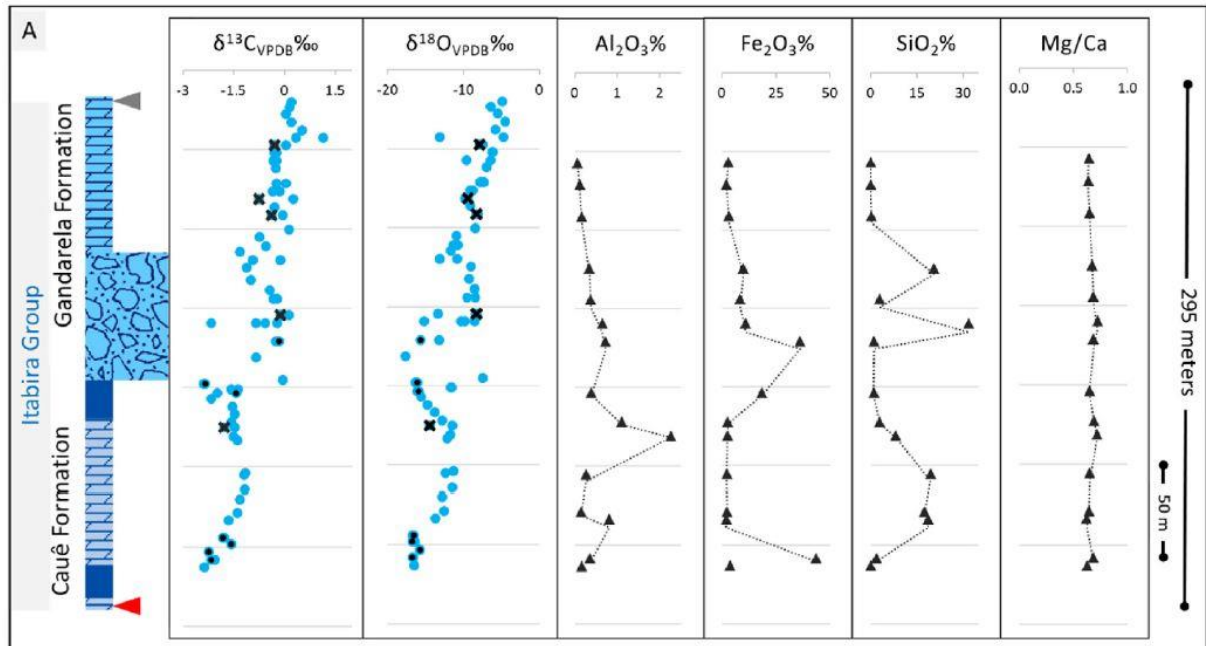 A
δ¹³C_VPDB‰
δ¹⁸O_VPDB‰
Al₂O₃%
Fe₂O₃%
SiO₂%
Mg/Ca
-3 -1.5 0 1.5
-20 -10 0
0 1 2
0 25 50
0 15 30
0.0 0.5 1.0
Itabira Group
Gandarela Formation
Cauê Formation
50 m
295 meters